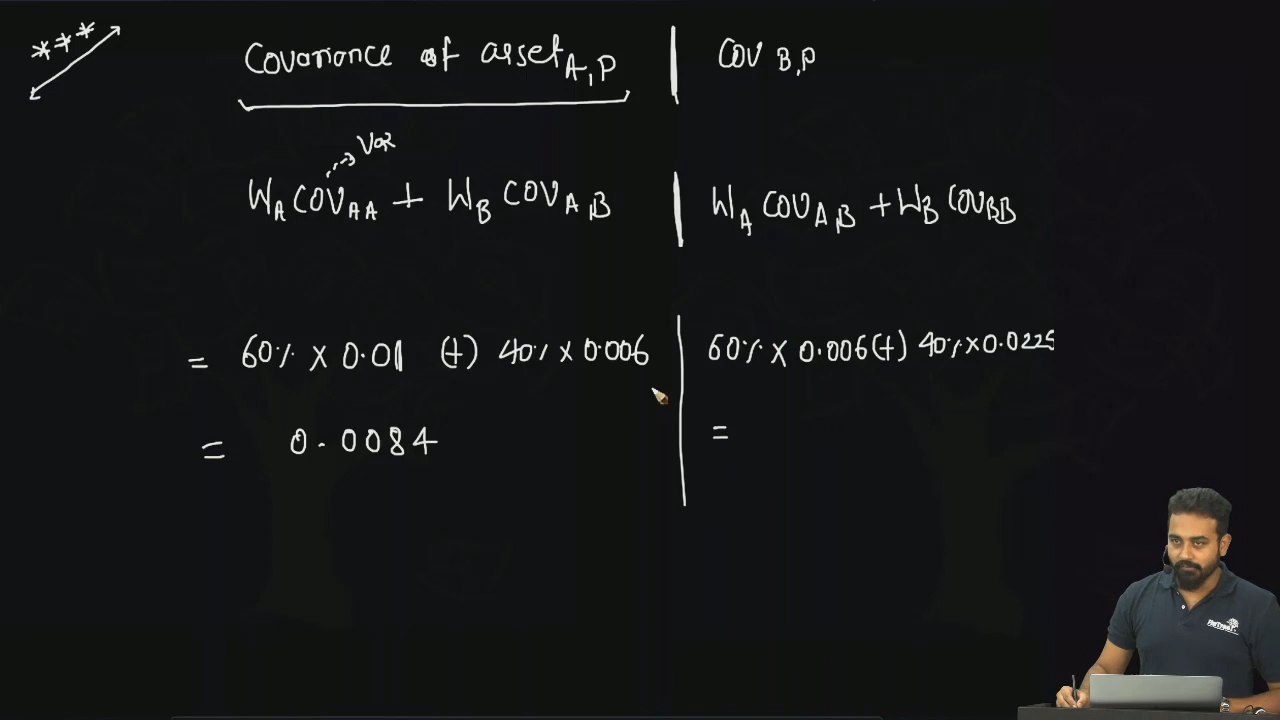 ***
Covariance of asset A,P | COV B,P
Var
WA COVAA + WB COVA,B | WA COVA,B + WB COVBB
= 60% X 0.01 (+) 40% X 0.006 | 60% X 0.006 (+) 40% X 0.0225
= 0.0084 | =